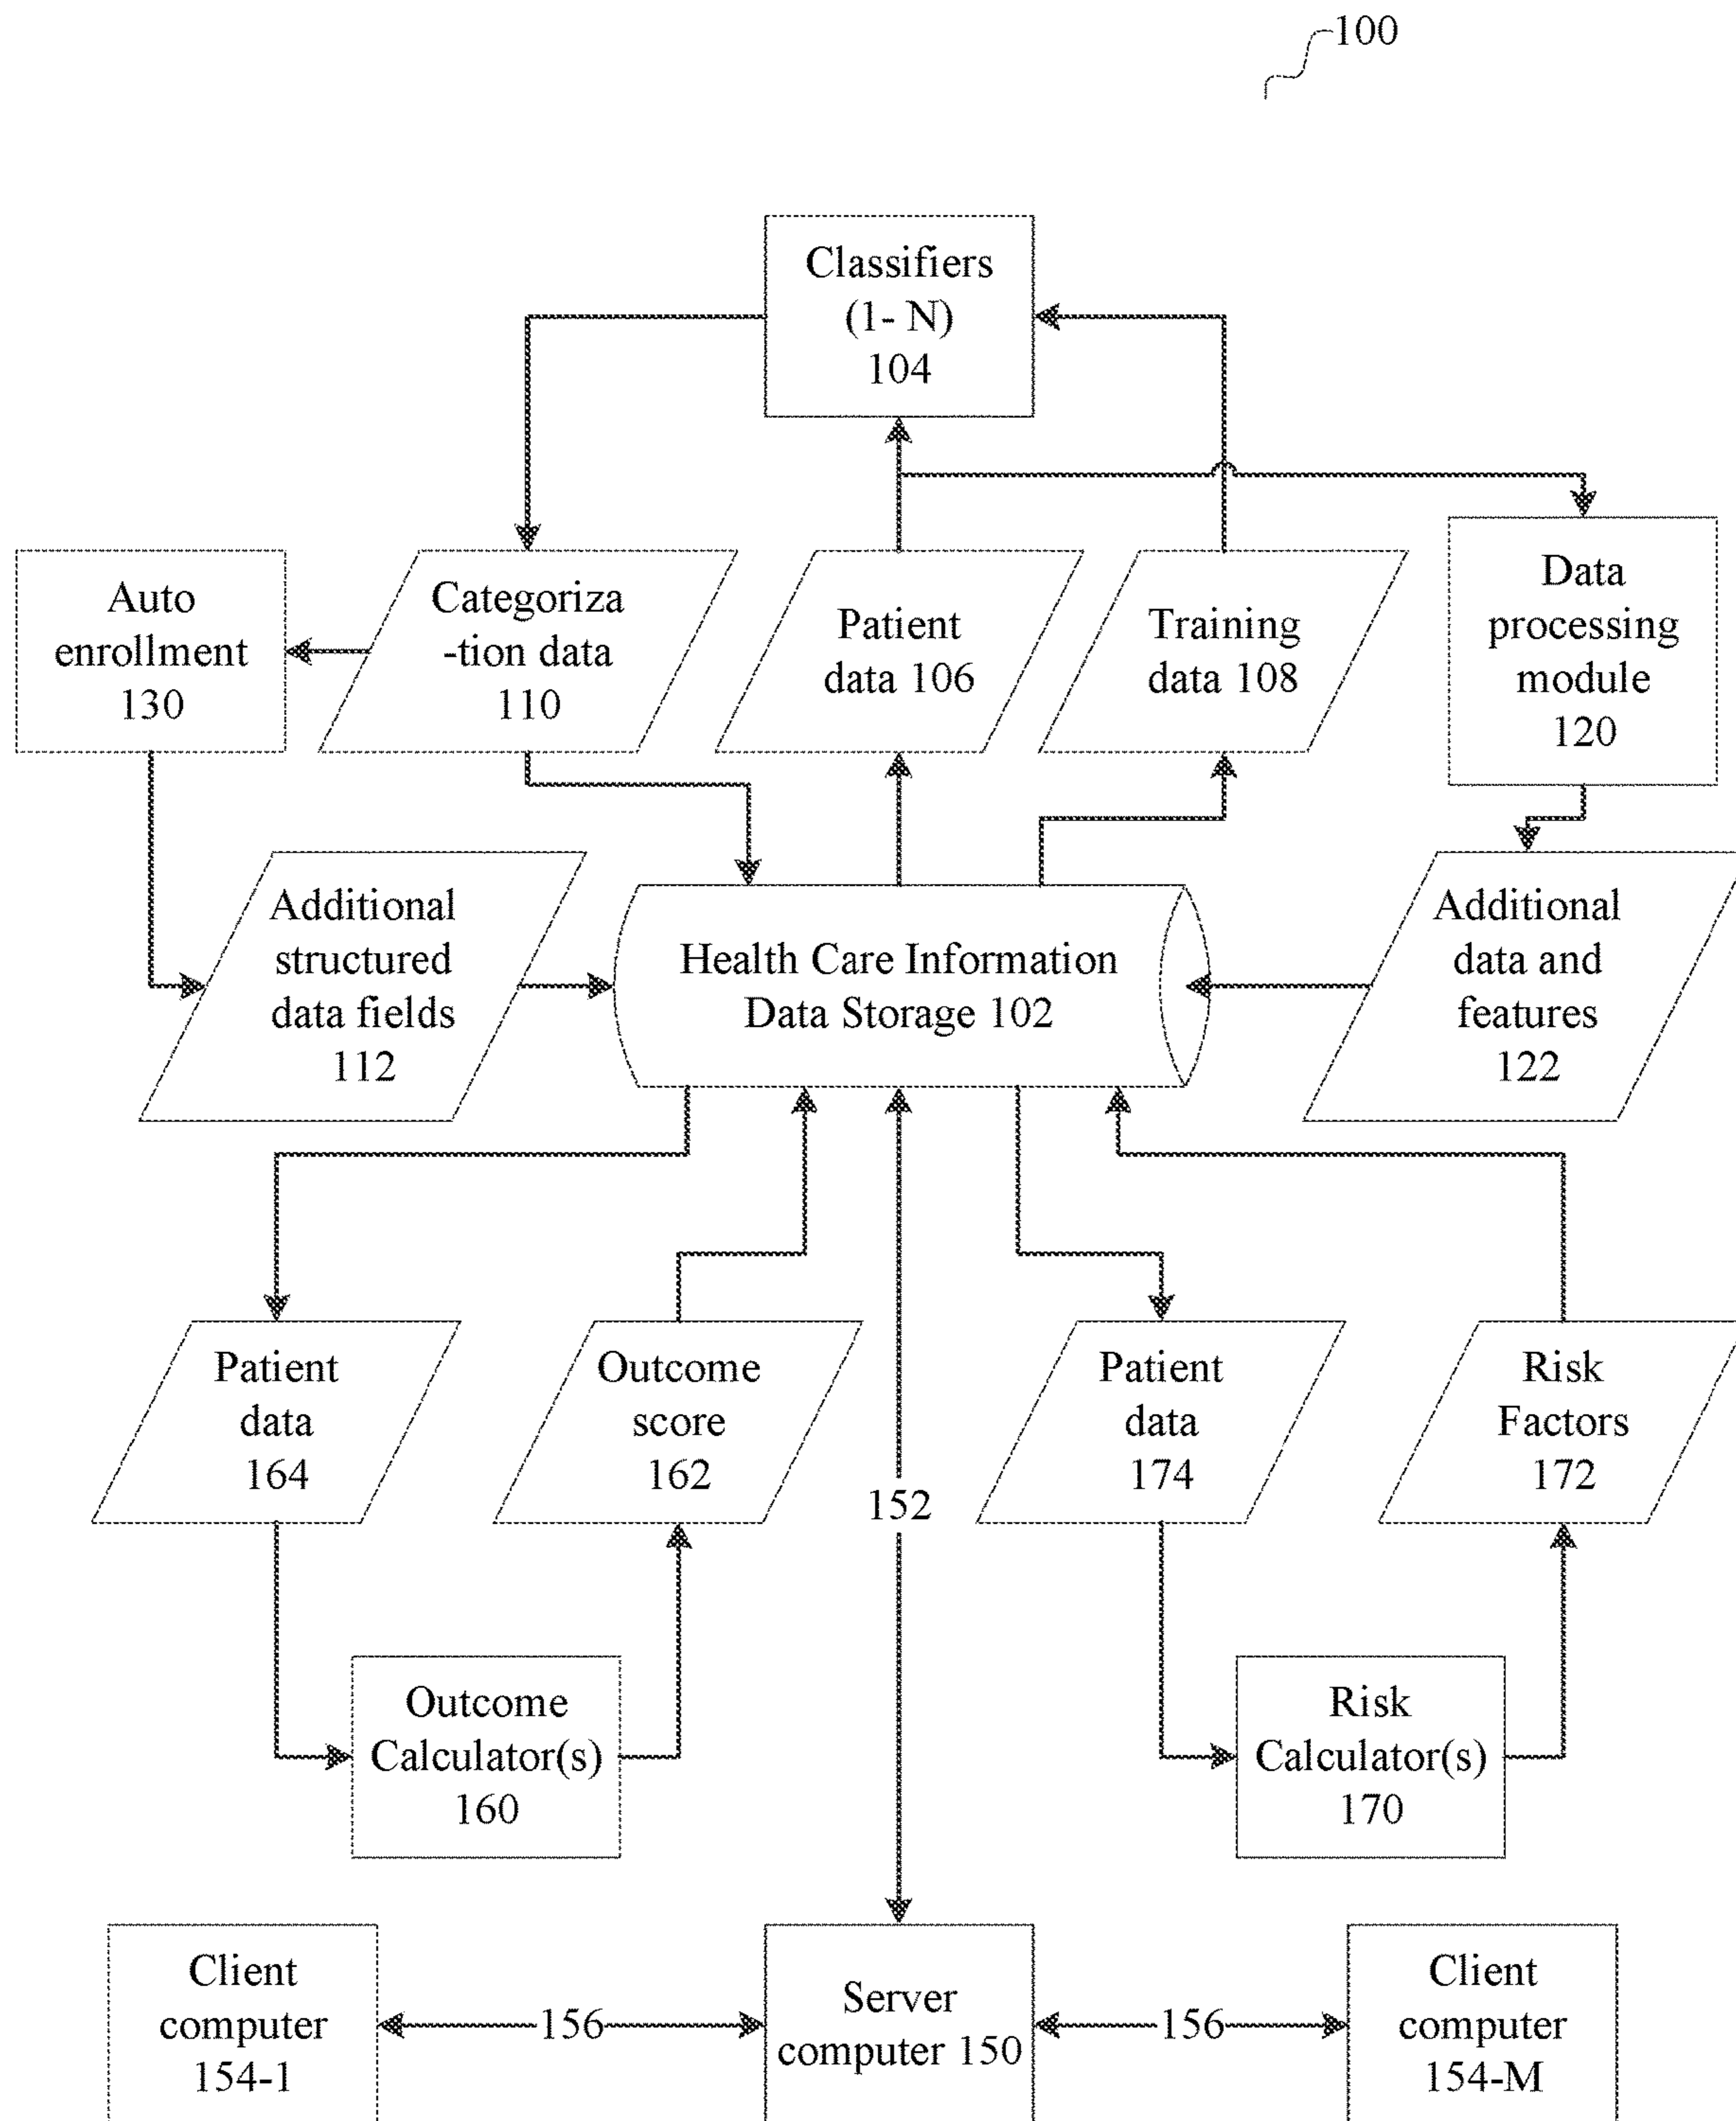 100
Classifiers
(1- N)
104
Auto
enrollment
130
Categoriza
-tion data
110
Patient
data 106
Training
data 108
Data
processing
module
120
Additional
structured
data fields
112
Health Care Information
Data Storage 102
Additional
data and
features
122
Patient
data
164
Outcome
score
162
152
Patient
data
174
Risk
Factors
172
Outcome
Calculator(s)
160
Risk
Calculator(s)
170
Client
computer
154-1
156
Server
computer 150
156
Client
computer
154-M